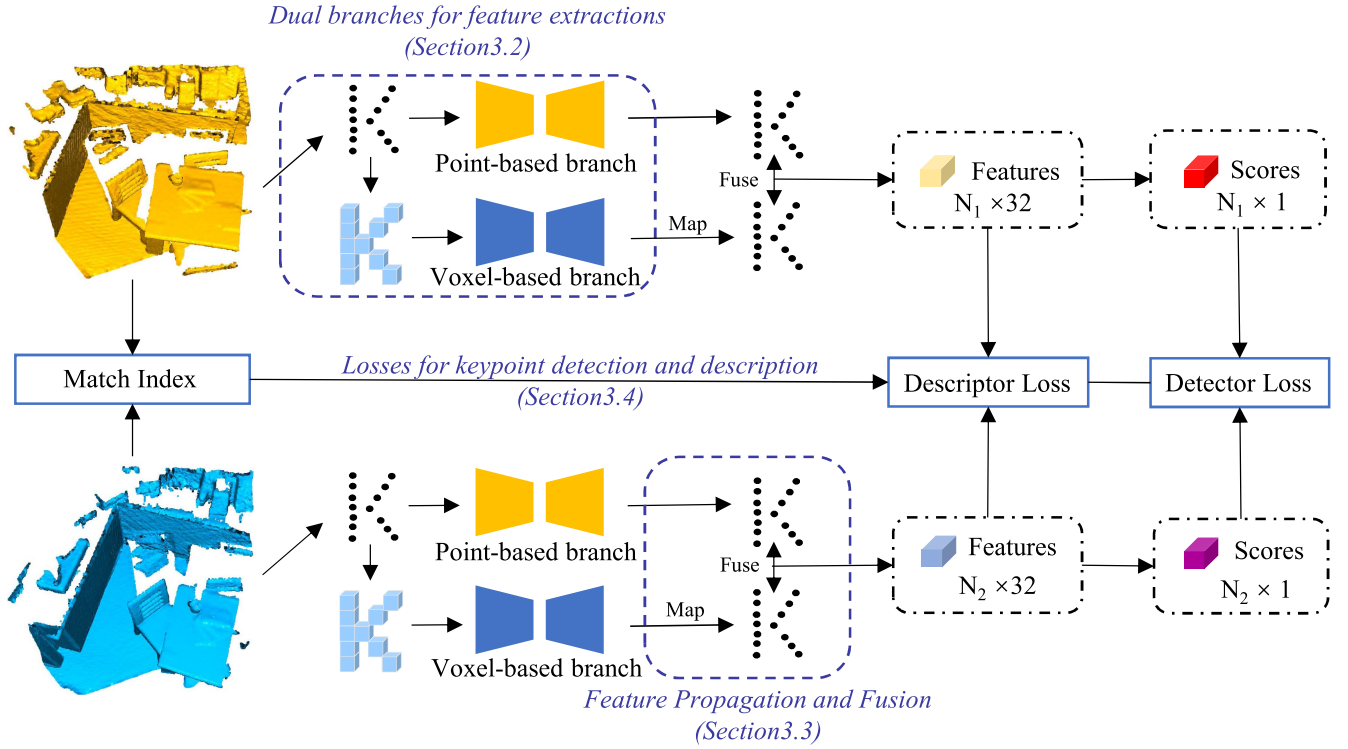 Dual branches for feature extractions
(Section3.2)
Point-based branch
Voxel-based branch
Map
Fuse
Features
N₁ ×32
Scores
N₁ × 1
Match Index
Losses for keypoint detection and description
(Section3.4)
Descriptor Loss
Detector Loss
Point-based branch
Voxel-based branch
Map
Fuse
Features
N₂ ×32
Scores
N₂ × 1
Feature Propagation and Fusion
(Section3.3)